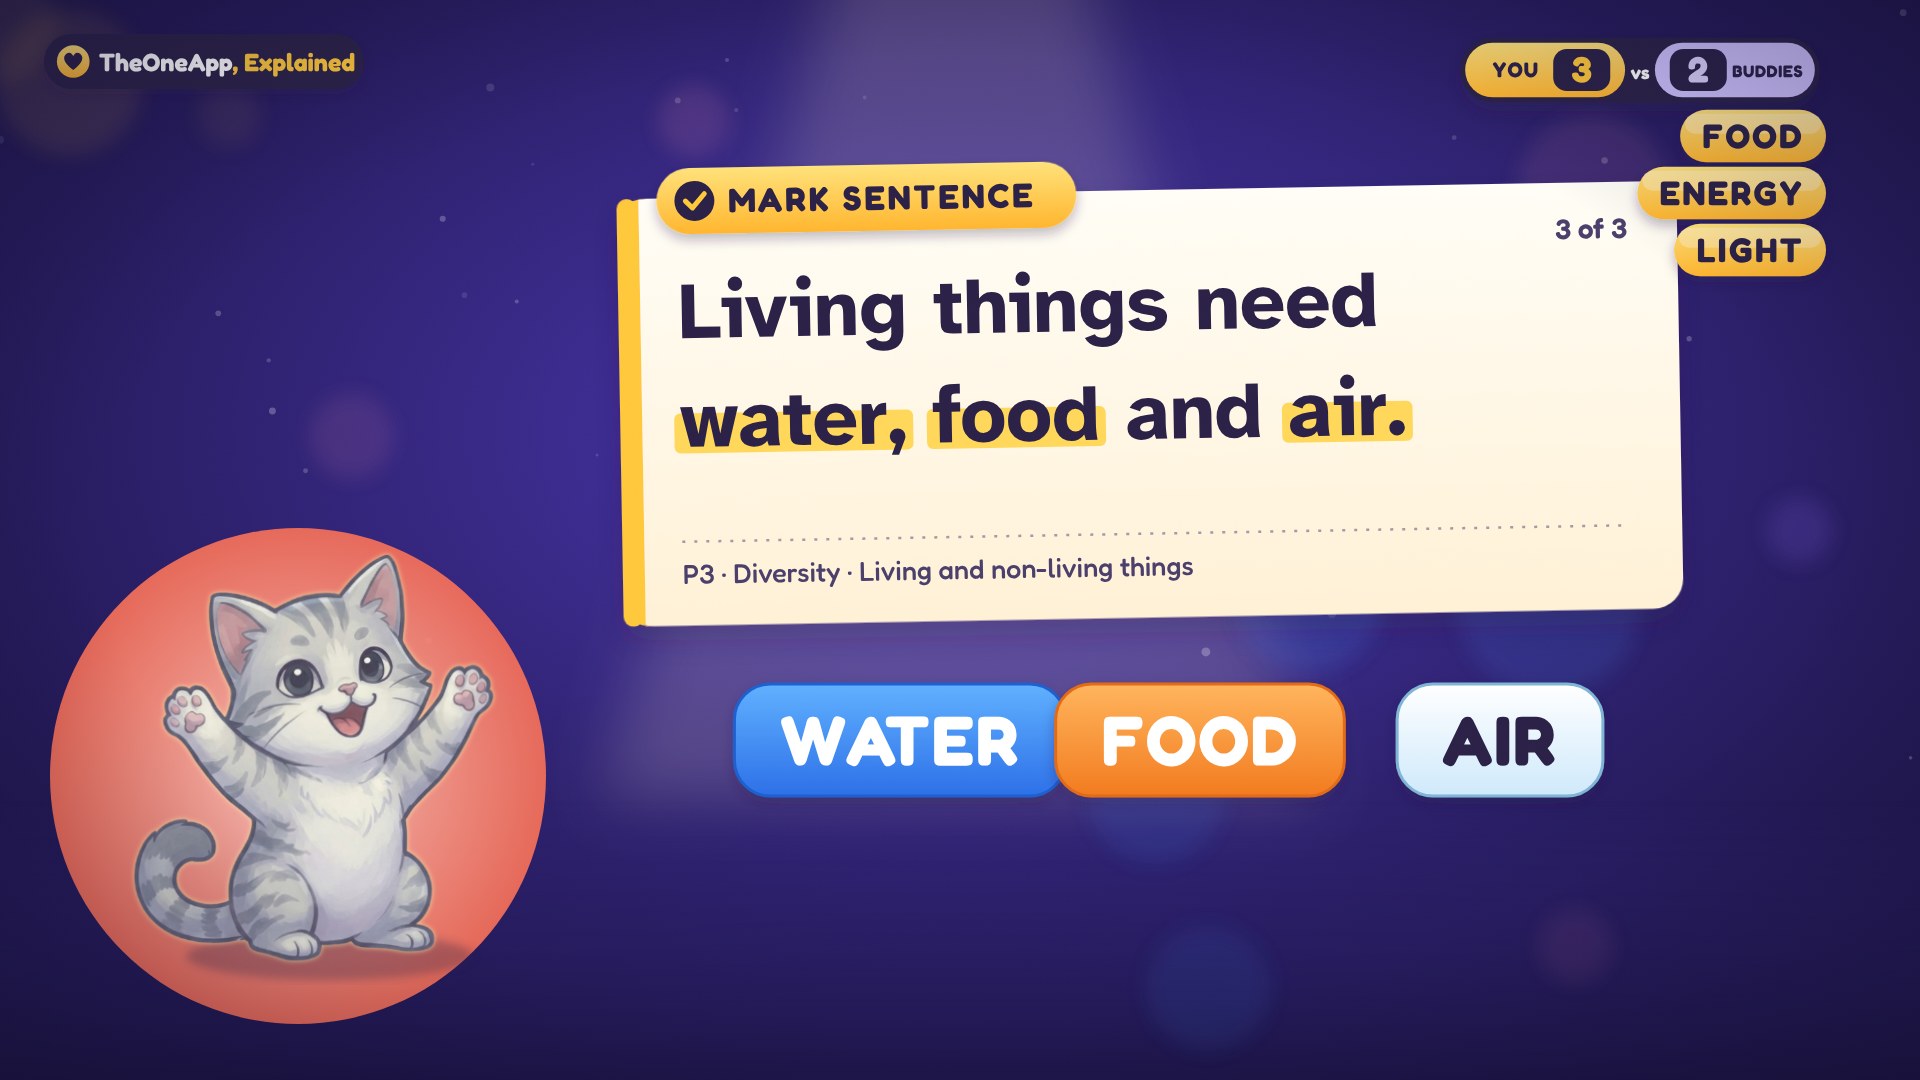 TheOneApp, Explained
YOU 3 vs 2 BUDDIES
FOOD
ENERGY
LIGHT
MARK SENTENCE
3 of 3
Living things need
water, food and air.
P3 · Diversity · Living and non-living things
WATER
FOOD
AIR